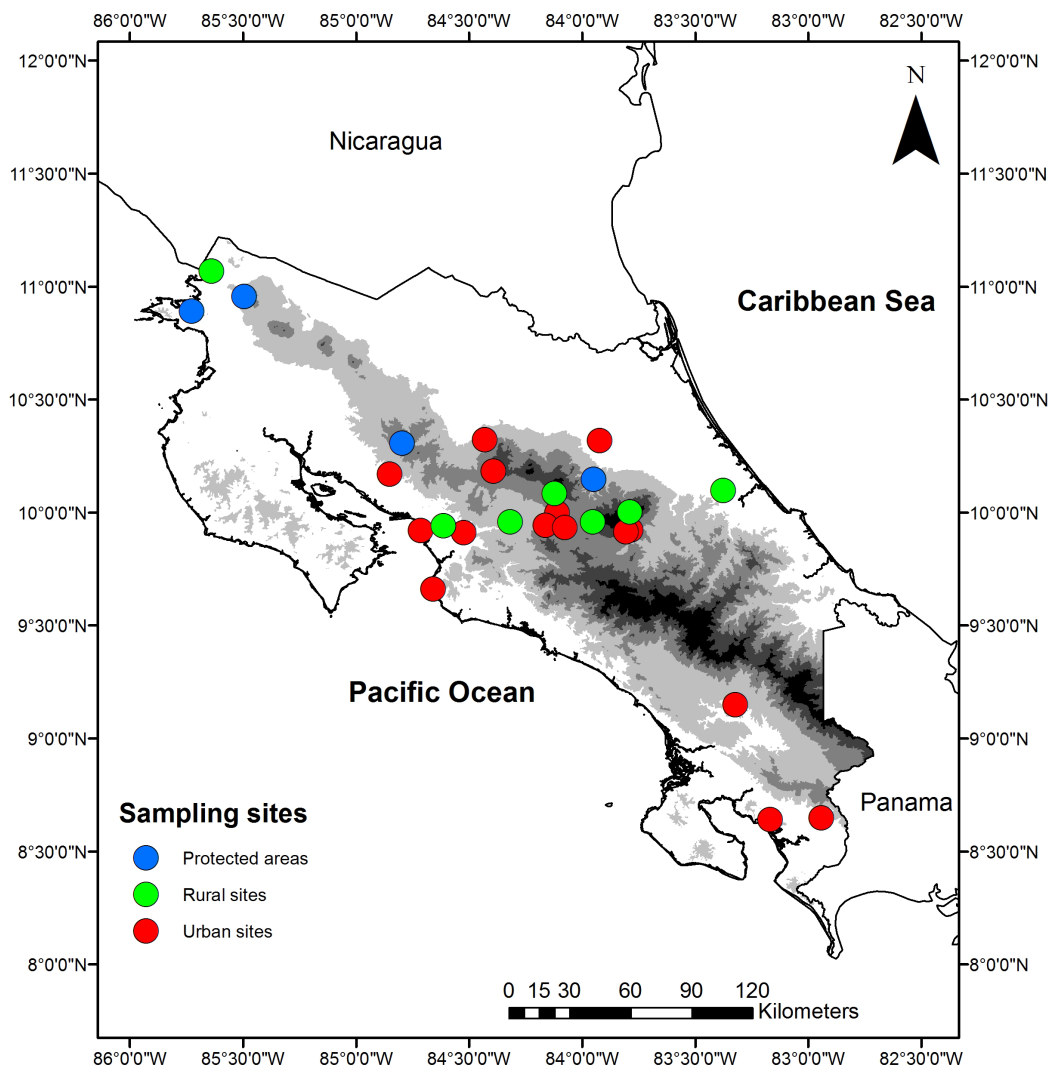 86°0'0"W 85°30'0"W 85°0'0"W 84°30'0"W 84°0'0"W 83°30'0"W 83°0'0"W 82°30'0"W
12°0'0"N 12°0'0"N
N
Nicaragua
11°30'0"N 11°30'0"N
11°0'0"N 11°0'0"N
Caribbean Sea
10°30'0"N 10°30'0"N
10°0'0"N 10°0'0"N
9°30'0"N 9°30'0"N
Pacific Ocean
9°0'0"N 9°0'0"N
Panama
Sampling sites
Protected areas
8°30'0"N 8°30'0"N
Rural sites
Urban sites
8°0'0"N 8°0'0"N
0 15 30 60 90 120
Kilometers
86°0'0"W 85°30'0"W 85°0'0"W 84°30'0"W 84°0'0"W 83°30'0"W 83°0'0"W 82°30'0"W